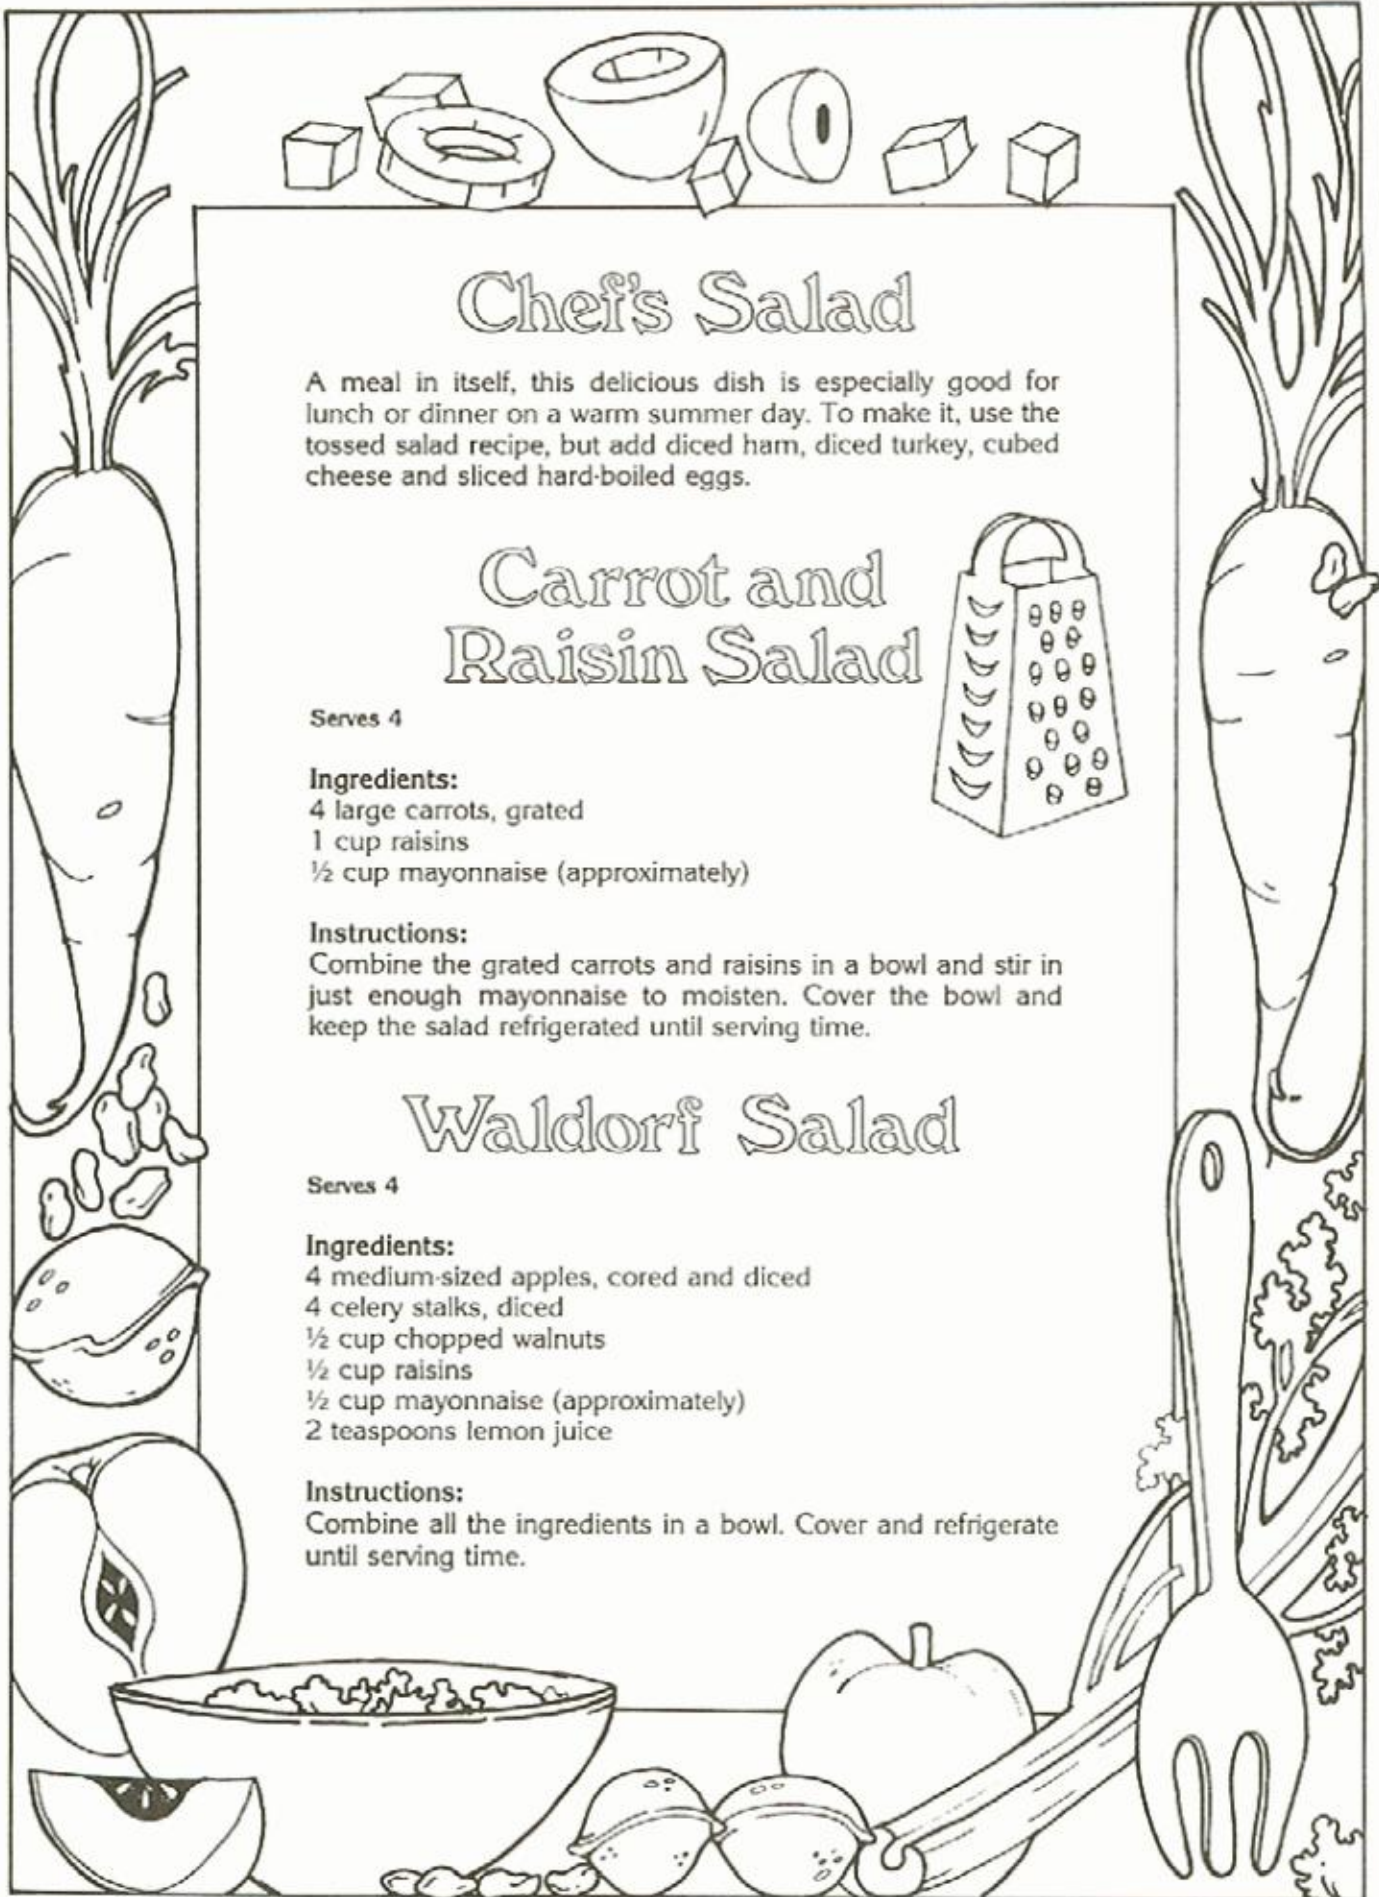 Chef's Salad
A meal in itself, this delicious dish is especially good for
lunch or dinner on a warm summer day. To make it, use the
tossed salad recipe, but add diced ham, diced turkey, cubed
cheese and sliced hard-boiled eggs.
Carrot and
Raisin Salad
Serves 4
Ingredients:
4 large carrots, grated
1 cup raisins
½ cup mayonnaise (approximately)
Instructions:
Combine the grated carrots and raisins in a bowl and stir in
just enough mayonnaise to moisten. Cover the bowl and
keep the salad refrigerated until serving time.
Waldorf Salad
Serves 4
Ingredients:
4 medium-sized apples, cored and diced
4 celery stalks, diced
½ cup chopped walnuts
½ cup raisins
½ cup mayonnaise (approximately)
2 teaspoons lemon juice
Instructions:
Combine all the ingredients in a bowl. Cover and refrigerate
until serving time.